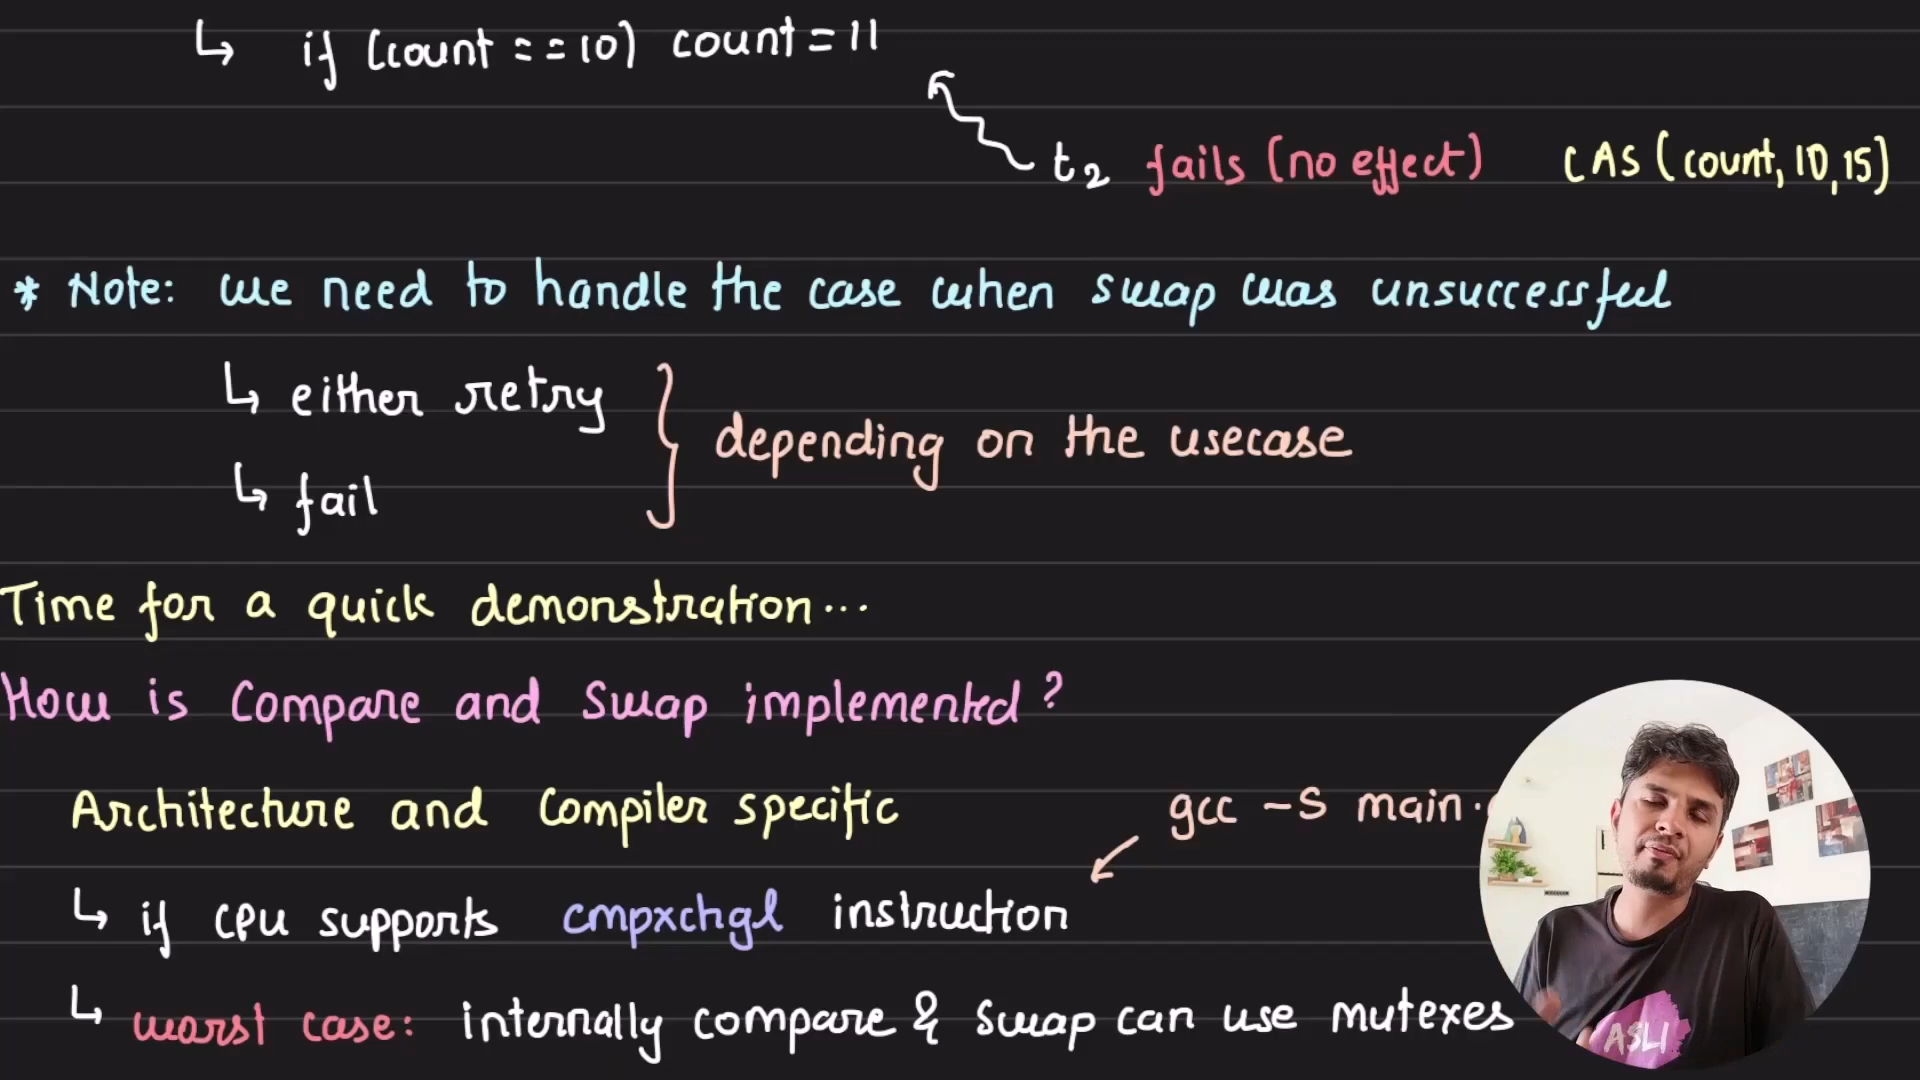 ↳ if (count == 10) count = 11
t2 fails (no effect) CAS (count, 10, 15)
* Note: we need to handle the case when swap was unsuccessful
↳ either retry
depending on the usecase
↳ fail
Time for a quick demonstration...
How is Compare and Swap implemented?
Architecture and Compiler specific
gcc -S main.
↳ if CPU supports cmpxchgl instruction
↳ worst case: internally compare & swap can use mutexes
ASLI